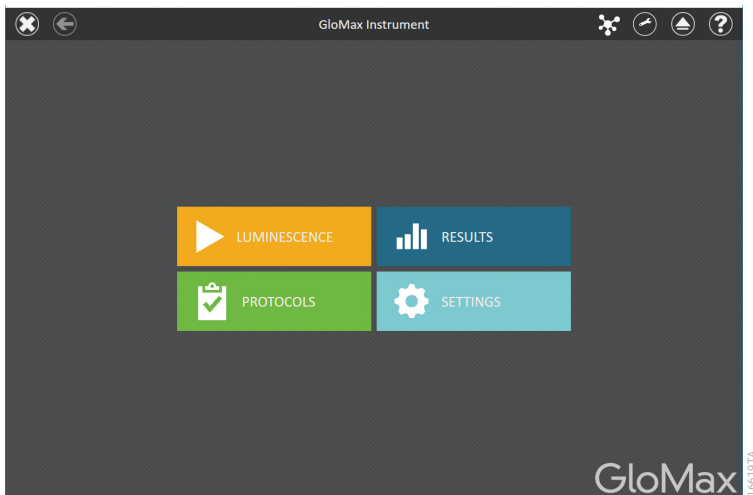 GloMax Instrument
LUMINESCENCE
RESULTS
PROTOCOLS
SETTINGS
GloMax